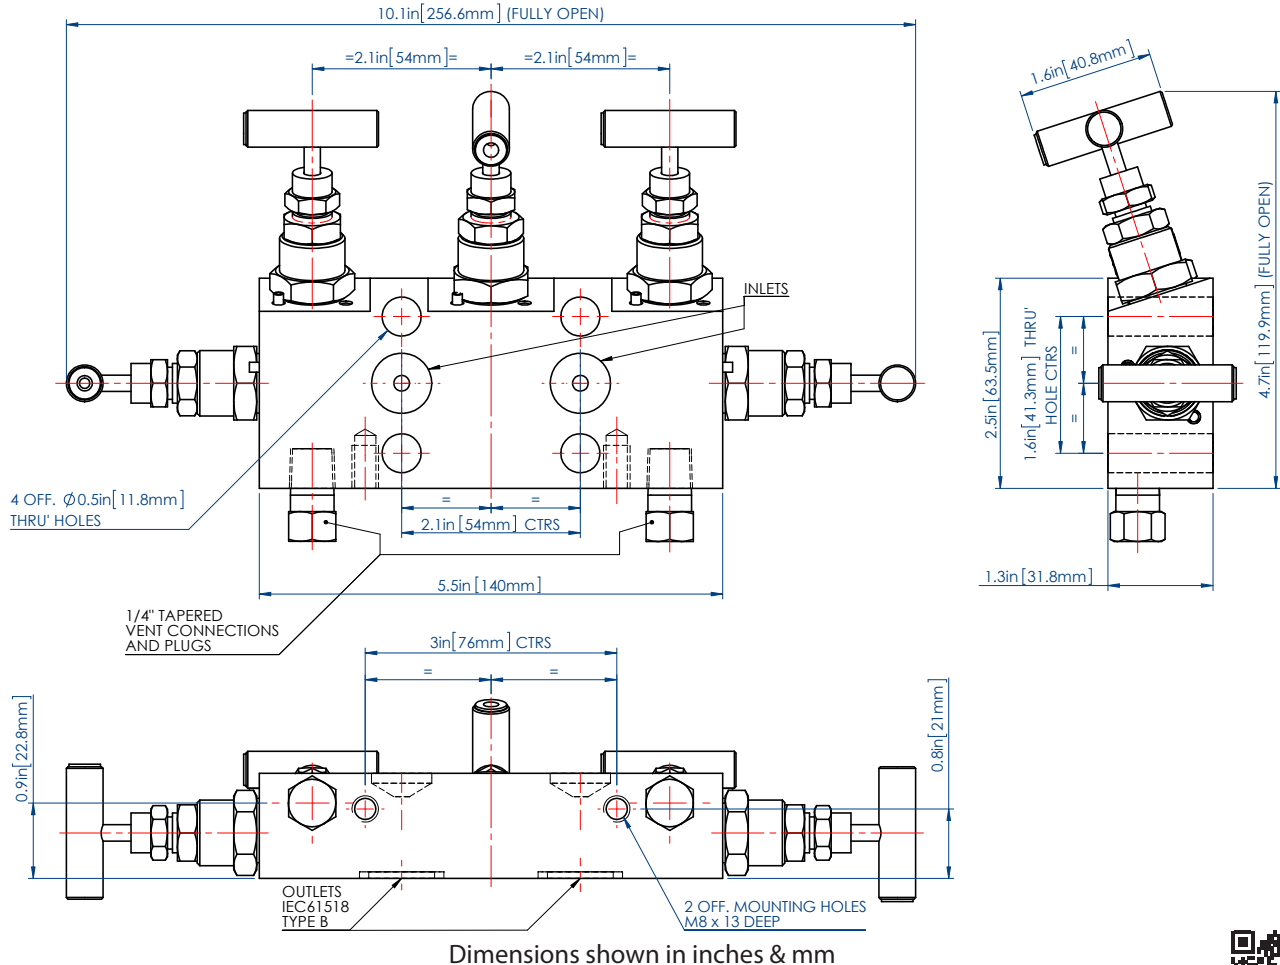 10.1in[256.6mm] (FULLY OPEN)
=2.1in[54mm]=
=2.1in[54mm]=
1.6in[40.8mm]
INLETS
4.7in[119.9mm] (FULLY OPEN)
2.5in[63.5mm]
1.6in[41.3mm] THRU'
HOLE CTRS
=
=
4 OFF. Ø0.5in[11.8mm]
THRU' HOLES
=
=
2.1in[54mm] CTRS
5.5in[140mm]
1.3in[31.8mm]
1/4" TAPERED
VENT CONNECTIONS
AND PLUGS
3in[76mm] CTRS
=
=
0.9in[22.8mm]
0.8in[21mm]
OUTLETS
IEC61518
TYPE B
2 OFF. MOUNTING HOLES
M8 x 13 DEEP
Dimensions shown in inches & mm